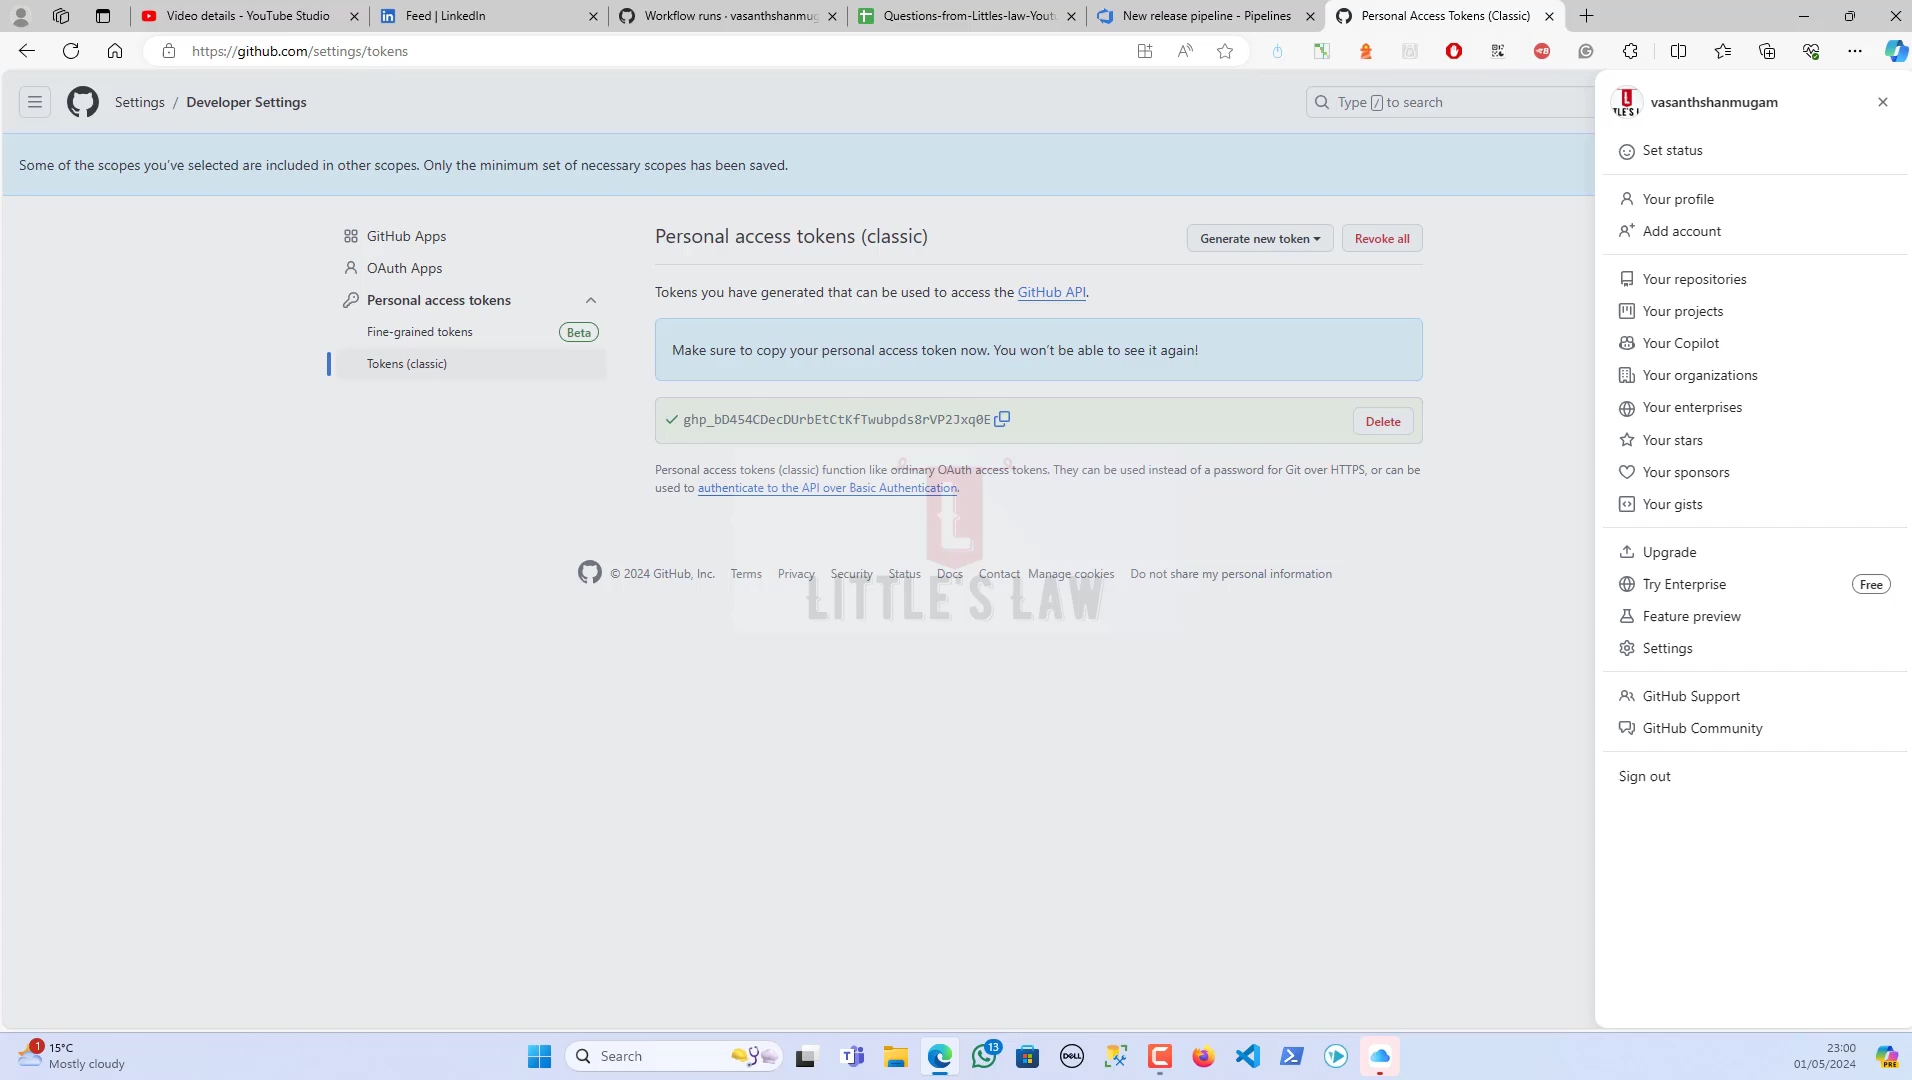 Video details - YouTube Studio
Feed | LinkedIn
Workflow runs · vasanthshanmug
Questions-from-Littles-law-Yout
New release pipeline - Pipelines
Personal Access Tokens (Classic)
https://github.com/settings/tokens
Settings / Developer Settings
Type / to search
Some of the scopes you've selected are included in other scopes. Only the minimum set of necessary scopes has been saved.
GitHub Apps
OAuth Apps
Personal access tokens
Fine-grained tokens Beta
Tokens (classic)
Personal access tokens (classic)
Generate new token
Revoke all
Tokens you have generated that can be used to access the GitHub API.
Make sure to copy your personal access token now. You won't be able to see it again!
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
Delete
Personal access tokens (classic) function like ordinary OAuth access tokens. They can be used instead of a password for Git over HTTPS, or can be
used to authenticate to the API over Basic Authentication.
L
LITTLE'S LAW
© 2024 GitHub, Inc. Terms Privacy Security Status Docs Contact Manage cookies Do not share my personal information
vasanthshanmugam
Set status
Your profile
Add account
Your repositories
Your projects
Your Copilot
Your organizations
Your enterprises
Your stars
Your sponsors
Your gists
Upgrade
Try Enterprise Free
Feature preview
Settings
GitHub Support
GitHub Community
Sign out
1
15°C
Mostly cloudy
Search
13
DELL
23:00
01/05/2024
PRE